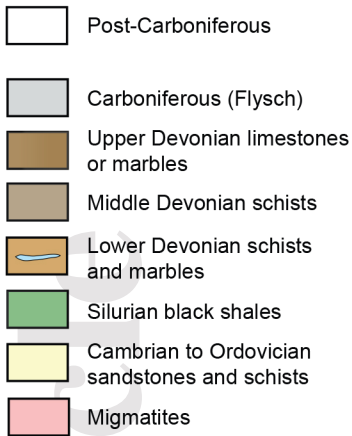 Post-Carboniferous
Carboniferous (Flysch)
Upper Devonian limestones
or marbles
Middle Devonian schists
Lower Devonian schists
and marbles
Silurian black shales
Cambrian to Ordovician
sandstones and schists
Migmatites